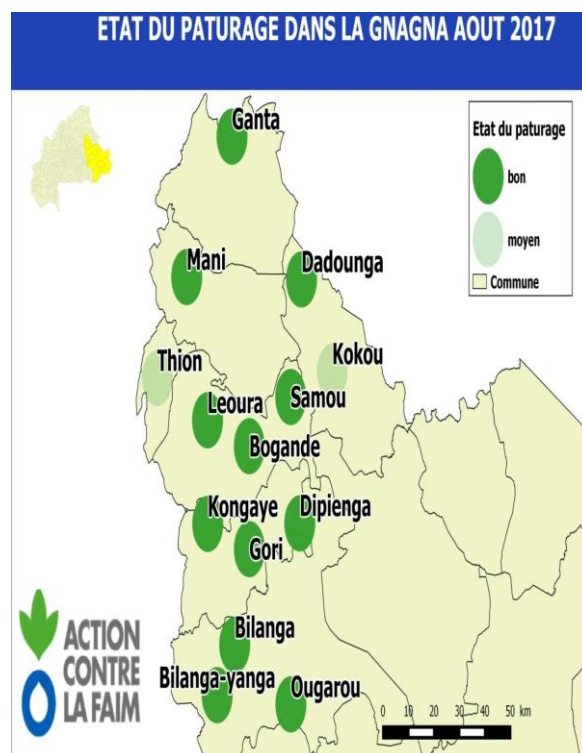 ETAT DU PATURAGE DANS LA GNAGNA AOUT 2017
Ganta
Etat du paturage
bon
moyen
Commune
Mani
Dadounga
Thion
Kokou
Leoura
Samou
Bogande
Kongaye
Dipienga
Gori
ACTION
CONTRE
LA FAIM
Bilanga
Bilanga-yanga
Ougarou
0 10 20 30 40 50 km